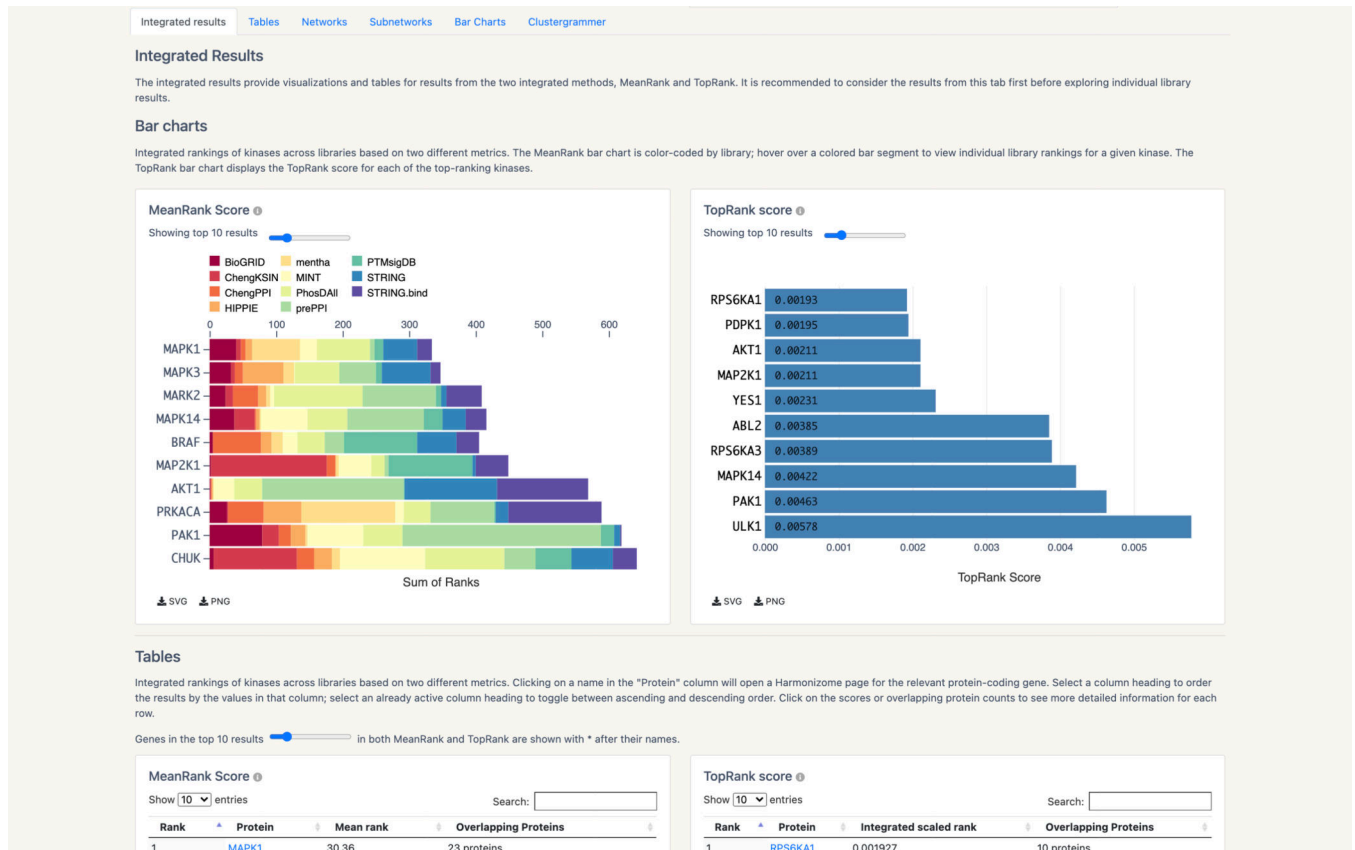 Integrated results Tables Networks Subnetworks Bar Charts Clustergrammer
Integrated Results
The integrated results provide visualizations and tables for results from the two integrated methods, MeanRank and TopRank. It is recommended to consider the results from this tab first before exploring individual library
results.
Bar charts
Integrated rankings of kinases across libraries based on two different metrics. The MeanRank bar chart is color-coded by library; hover over a colored bar segment to view individual library rankings for a given kinase. The
TopRank bar chart displays the TopRank score for each of the top-ranking kinases.
MeanRank Score
Showing top 10 results
BioGRID mentha PTMsigDB
ChengKSIN MINT STRING
ChengPPI PhosDAll STRING.bind
HIPPIE prePPI
0 100 200 300 400 500 600
MAPK1
MAPK3
MARK2
MAPK14
BRAF
MAP2K1
AKT1
PRKACA
PAK1
CHUK
Sum of Ranks
SVG PNG
TopRank score
Showing top 10 results
RPS6KA1 0.00193
PDPK1 0.00195
AKT1 0.00211
MAP2K1 0.00211
YES1 0.00231
ABL2 0.00385
RPS6KA3 0.00389
MAPK14 0.00422
PAK1 0.00463
ULK1 0.00578
0.000 0.001 0.002 0.003 0.004 0.005
TopRank Score
SVG PNG
Tables
Integrated rankings of kinases across libraries based on two different metrics. Clicking on a name in the "Protein" column will open a Harmonizome page for the relevant protein-coding gene. Select a column heading to order
the results by the values in that column; select an already active column heading to toggle between ascending and descending order. Click on the scores or overlapping protein counts to see more detailed information for each
row.
Genes in the top 10 results in both MeanRank and TopRank are shown with * after their names.
MeanRank Score
Show 10 entries Search:
Rank Protein Mean rank Overlapping Proteins
1 MAPK1 30.36 23 proteins
TopRank score
Show 10 entries Search:
Rank Protein Integrated scaled rank Overlapping Proteins
1 RPS6KA1 0.001927 10 proteins